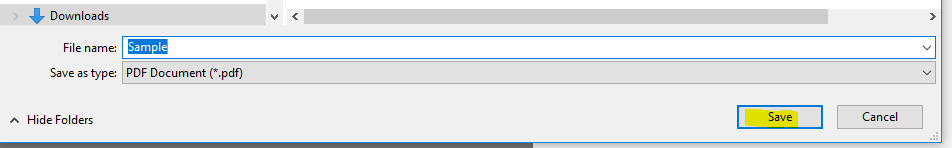 Downloads
File name: Sample
Save as type: PDF Document (*.pdf)
Hide Folders Save Cancel